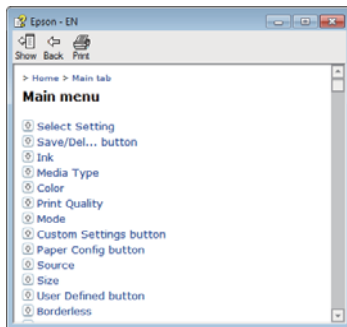 Epson - EN
Show Back Print
> Home > Main tab
Main menu
Select Setting
Save/Del... button
Ink
Media Type
Color
Print Quality
Mode
Custom Settings button
Paper Config button
Source
Size
User Defined button
Borderless